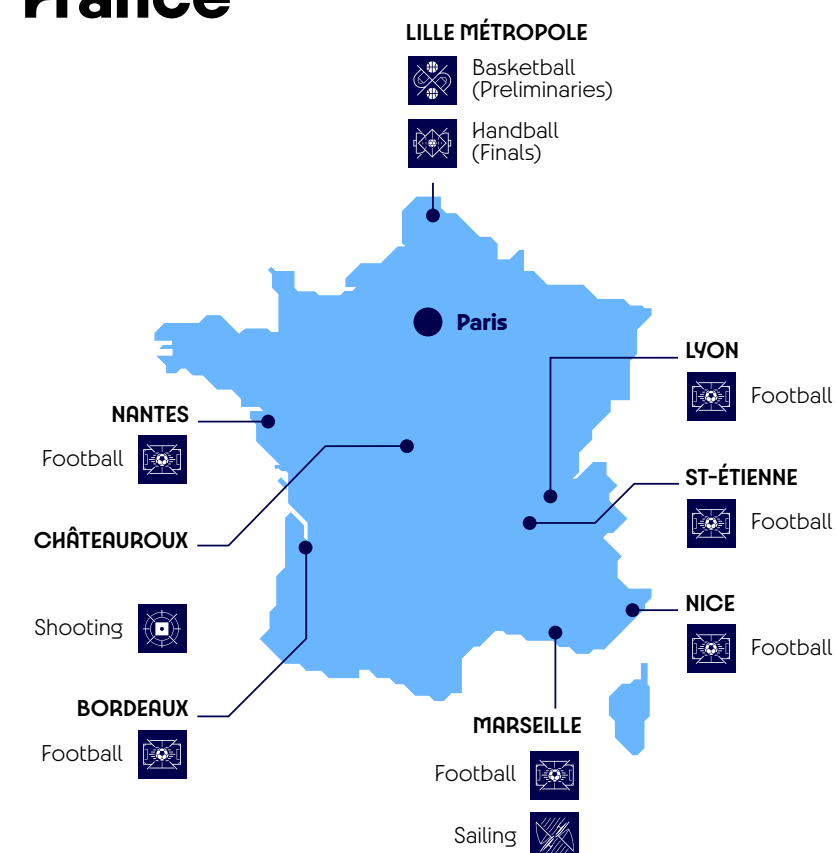 France
LILLE MÉTROPOLE
Basketball
(Preliminaries)
Handball
(Finals)
Paris
LYON
Football
NANTES
Football
ST-ÉTIENNE
Football
CHÂTEAUROUX
Shooting
NICE
Football
BORDEAUX
Football
MARSEILLE
Football
Sailing